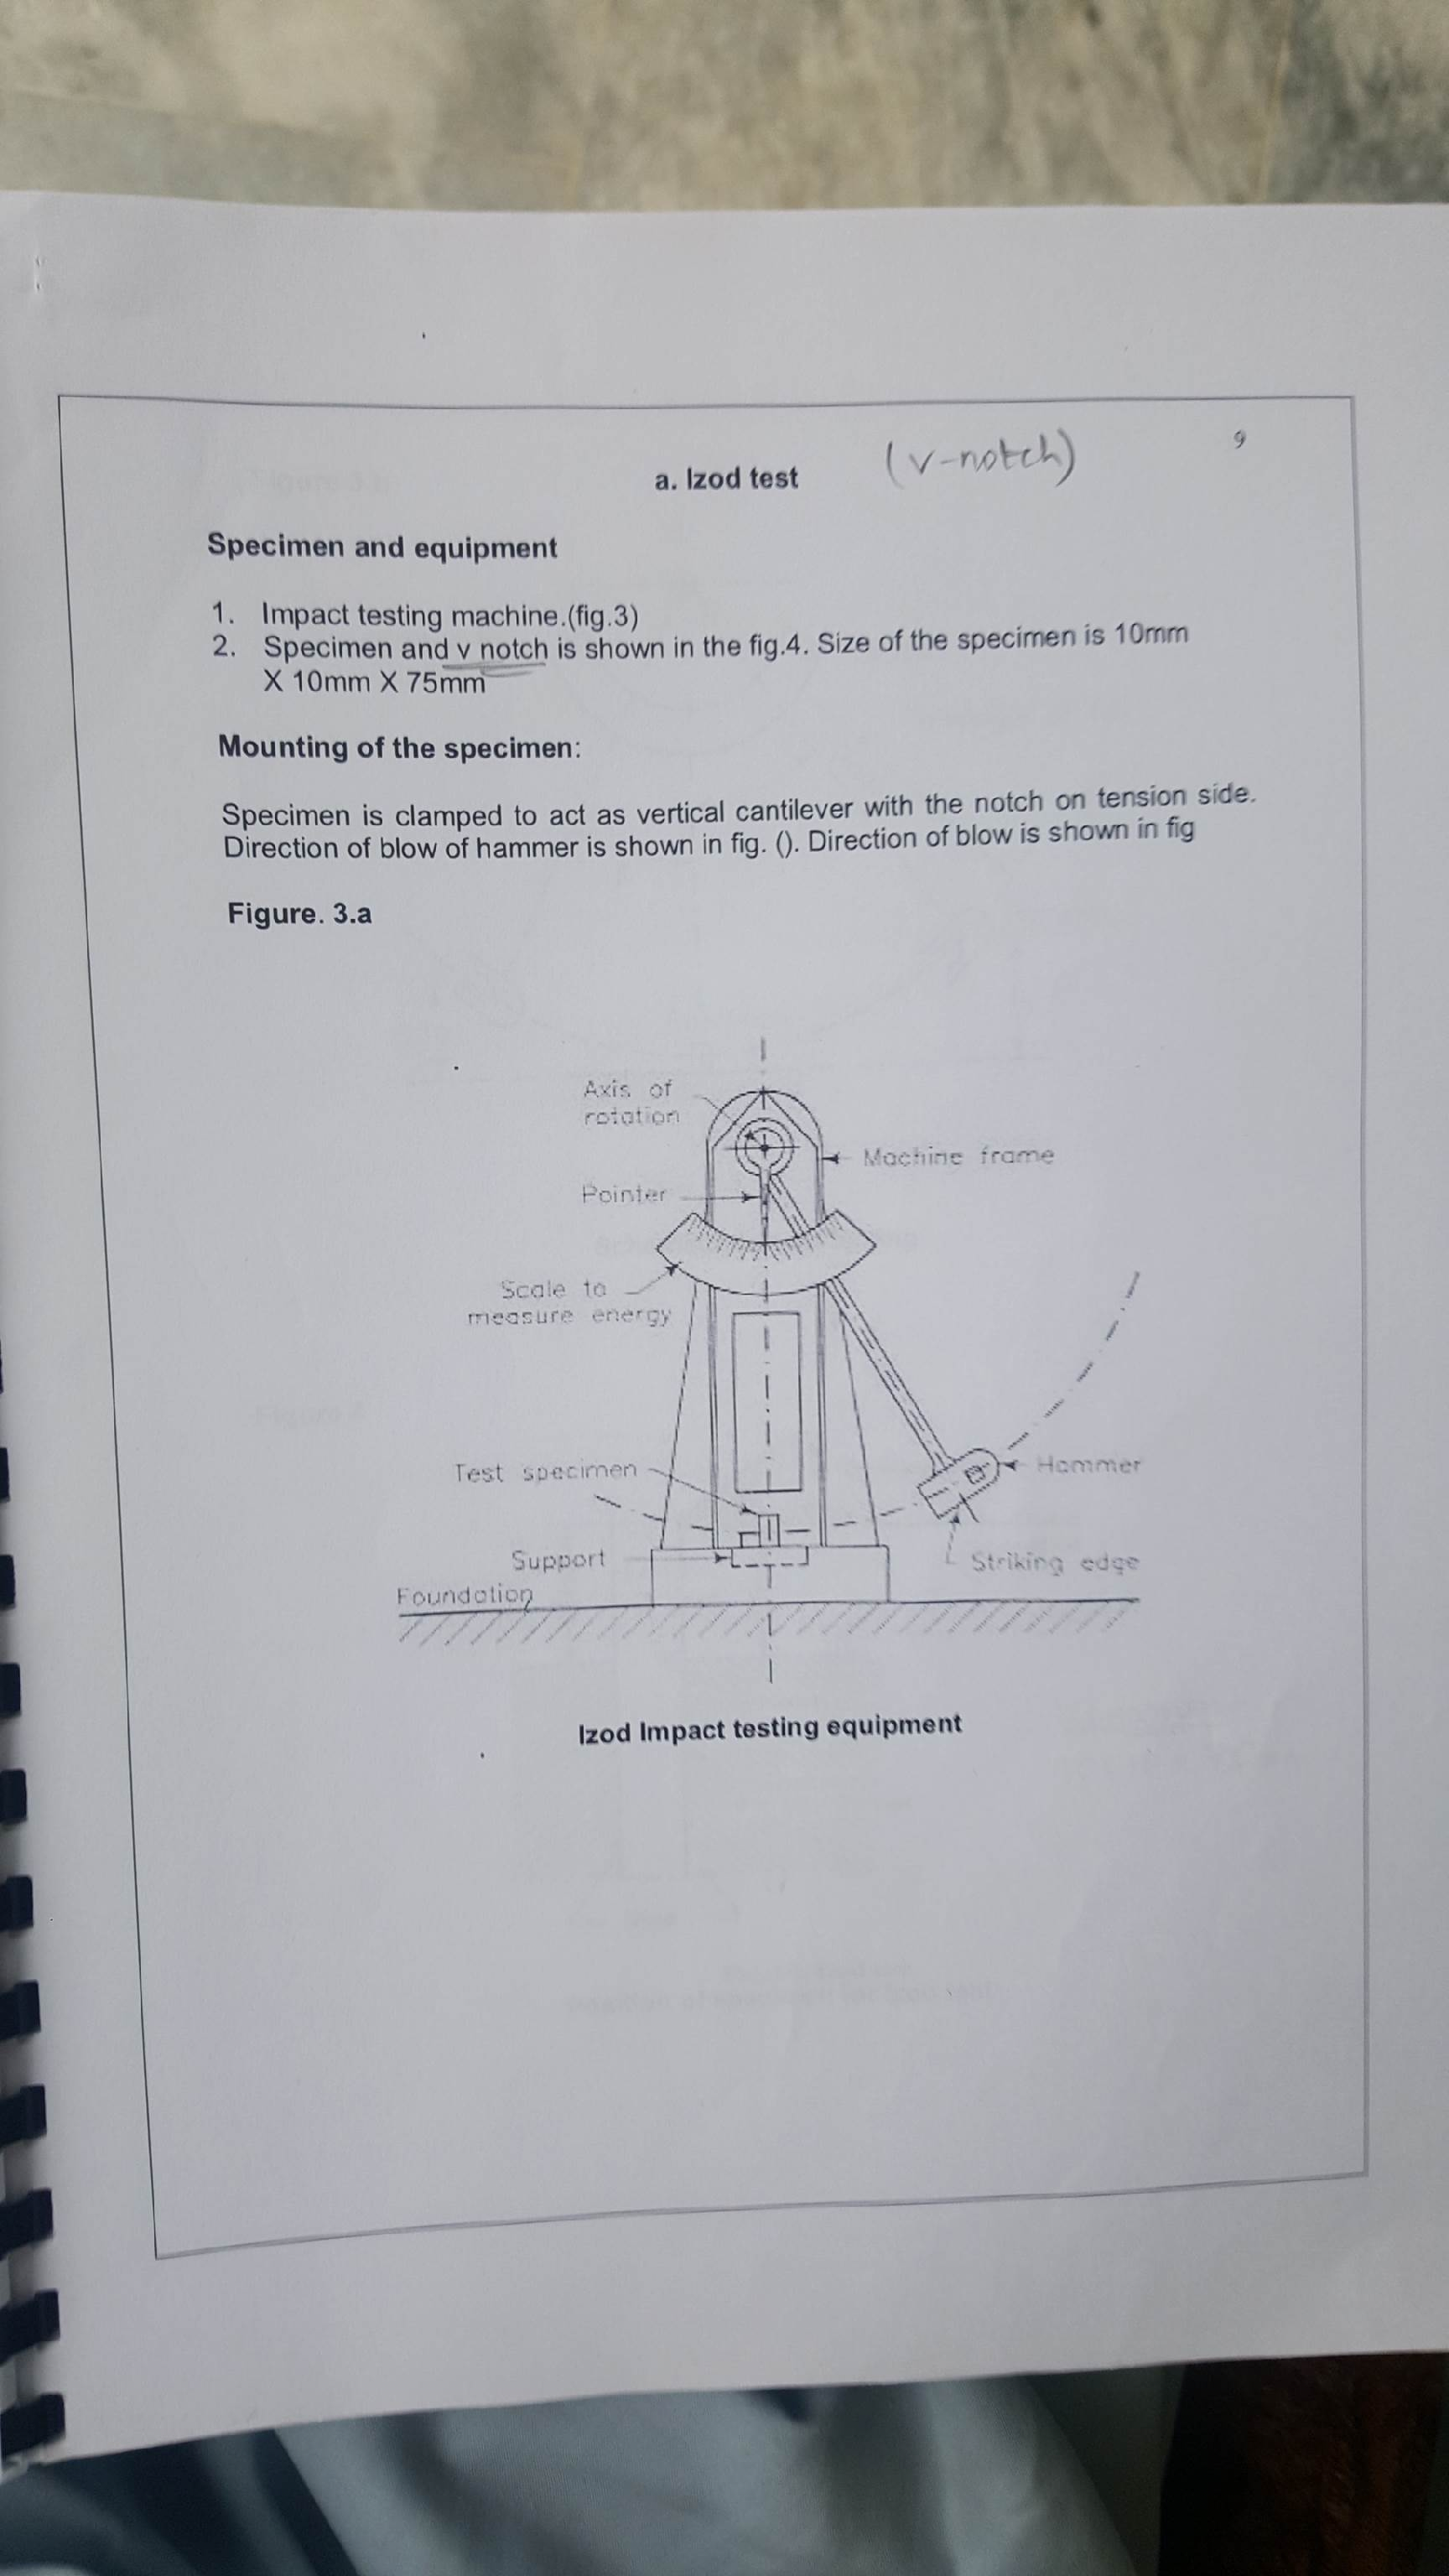 9
a. Izod test (v-notch)
Specimen and equipment
1. Impact testing machine.(fig.3)
2. Specimen and v notch is shown in the fig.4. Size of the specimen is 10mm
X 10mm X 75mm
Mounting of the specimen:
Specimen is clamped to act as vertical cantilever with the notch on tension side.
Direction of blow of hammer is shown in fig. (). Direction of blow is shown in fig
Figure. 3.a
Axis of
rotation
Machine frame
Pointer
Scale to
measure energy
Test specimen
Hammer
Support
Striking edge
Foundation
Izod Impact testing equipment